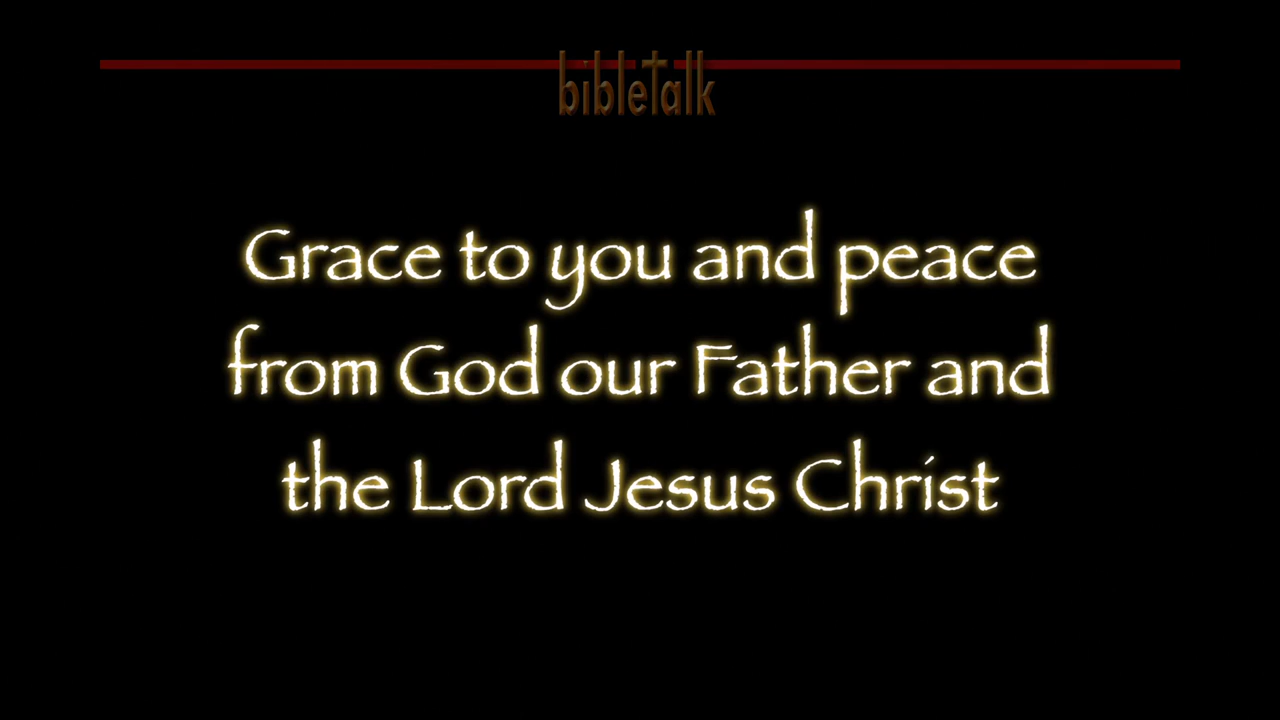 bibleTalk
Grace to you and peace
from God our Father and
the Lord Jesus Christ